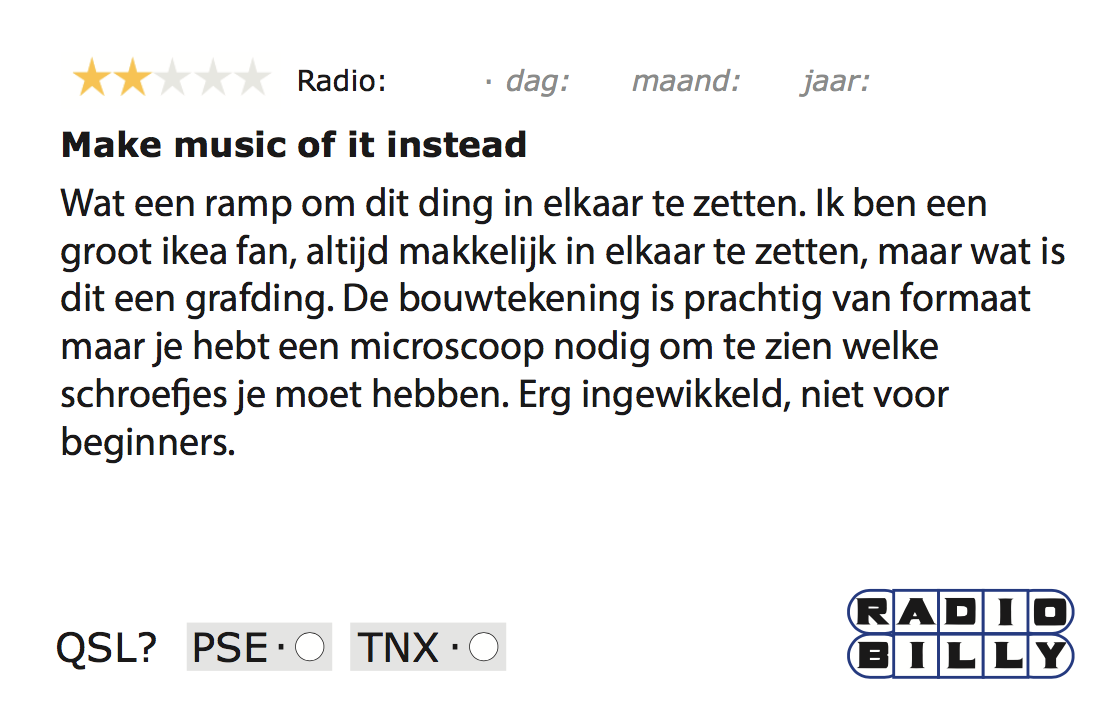 Radio: · dag: maand: jaar:
Make music of it instead
Wat een ramp om dit ding in elkaar te zetten. Ik ben een
groot ikea fan, altijd makkelijk in elkaar te zetten, maar wat is
dit een grafding. De bouwtekening is prachtig van formaat
maar je hebt een microscoop nodig om te zien welke
schroefjes je moet hebben. Erg ingewikkeld, niet voor
beginners.
QSL? PSE · TNX ·
RADIO
BILLY